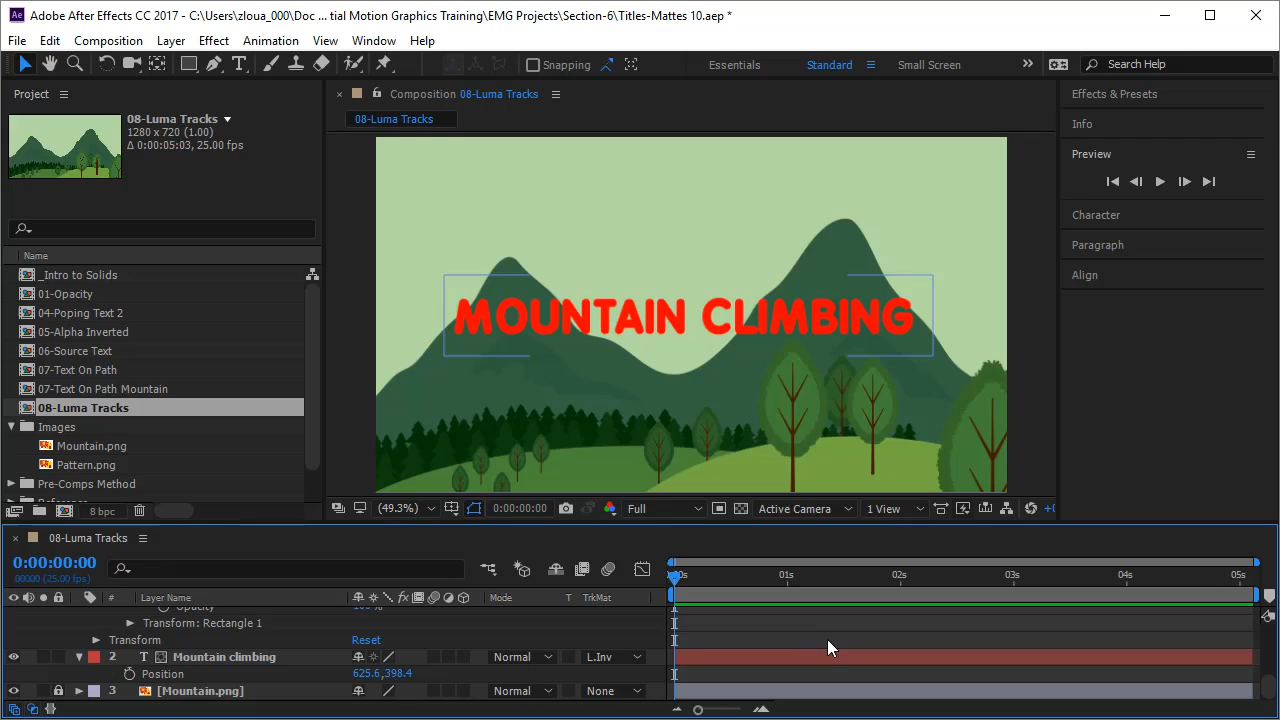 Adobe After Effects CC 2017 - C:\Users\zloua_000\Doc ... tial Motion Graphics Training\EMG Projects\Section-6\Titles-Mattes 10.aep *
File Edit Composition Layer Effect Animation View Window Help
Snapping Essentials Standard Small Screen Search Help
Project
Composition 08-Luma Tracks
Effects & Presets
08-Luma Tracks
1280 x 720 (1.00)
Δ 0:00:05:03, 25.00 fps
08-Luma Tracks
Info
Preview
Character
Paragraph
Align
Name
_Intro to Solids
01-Opacity
04-Poping Text 2
05-Alpha Inverted
06-Source Text
07-Text On Path
07-Text On Path Mountain
08-Luma Tracks
Images
Mountain.png
Pattern.png
Pre-Comps Method
8 bpc
MOUNTAIN CLIMBING
(49.3%) 0:00:00:00 Full Active Camera 1 View +0
08-Luma Tracks
0:00:00:00
00000 (25.00 fps)
01s 02s 03s 04s 05s
# Layer Name Mode T TrkMat
Transform: Rectangle 1
Transform Reset
2 T Mountain climbing Normal L.Inv
Position 625.6,398.4
3 [Mountain.png] Normal None